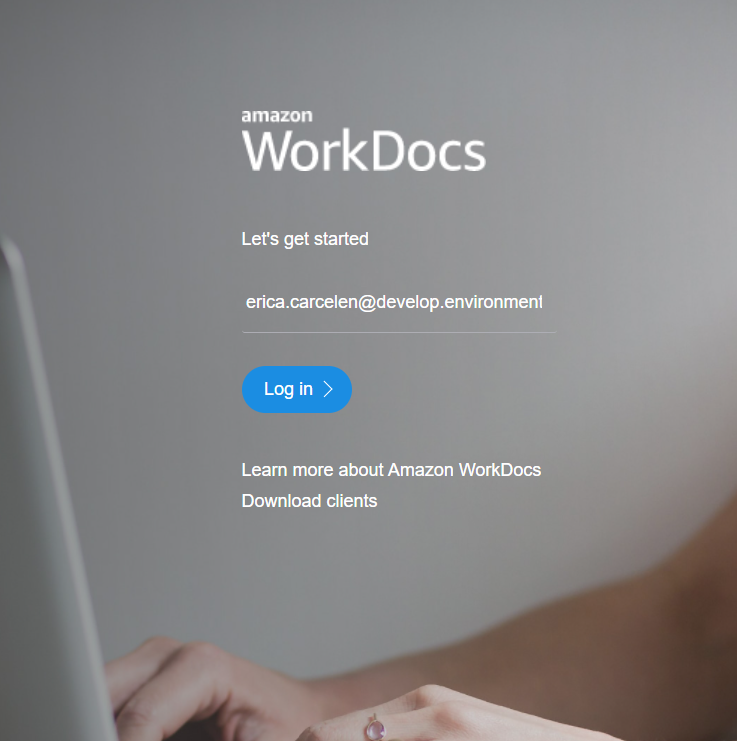 amazon
WorkDocs
Let's get started
erica.carcelen@develop.environment
Log in
Learn more about Amazon WorkDocs
Download clients